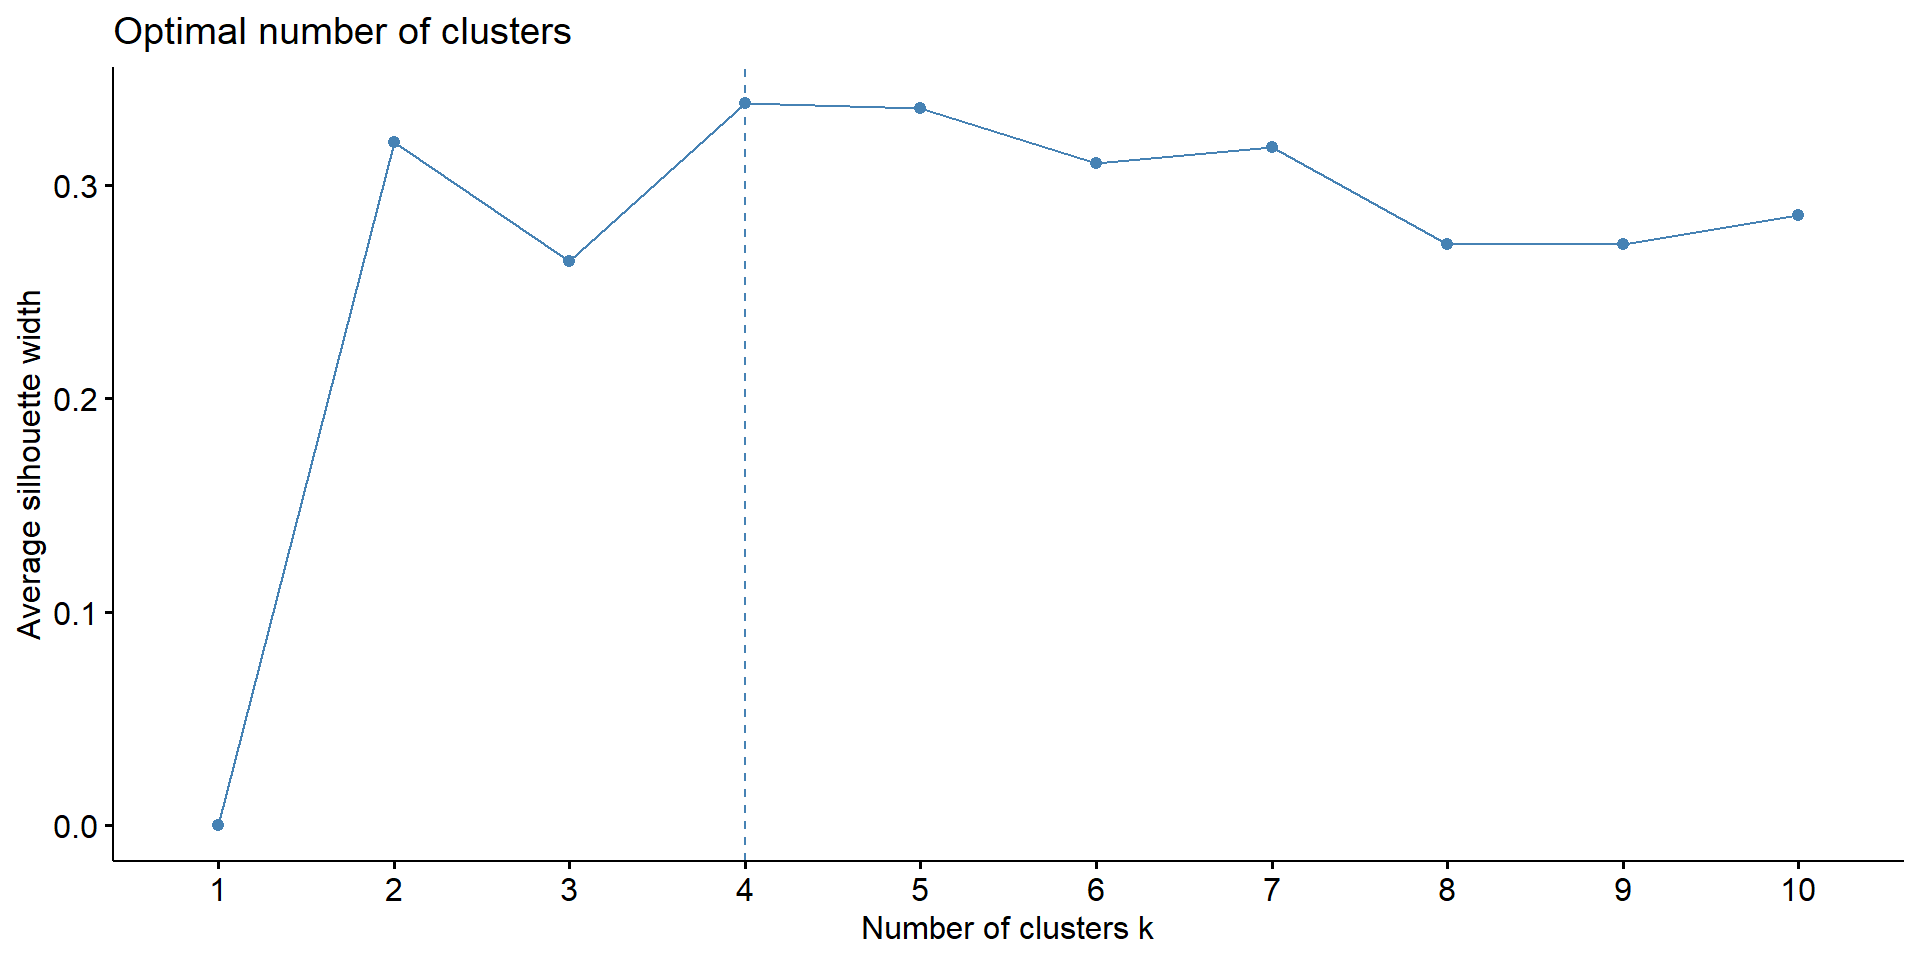 Optimal number of clusters
Average silhouette width
0.3
0.2
0.1
0.0
1 2 3 4 5 6 7 8 9 10
Number of clusters k